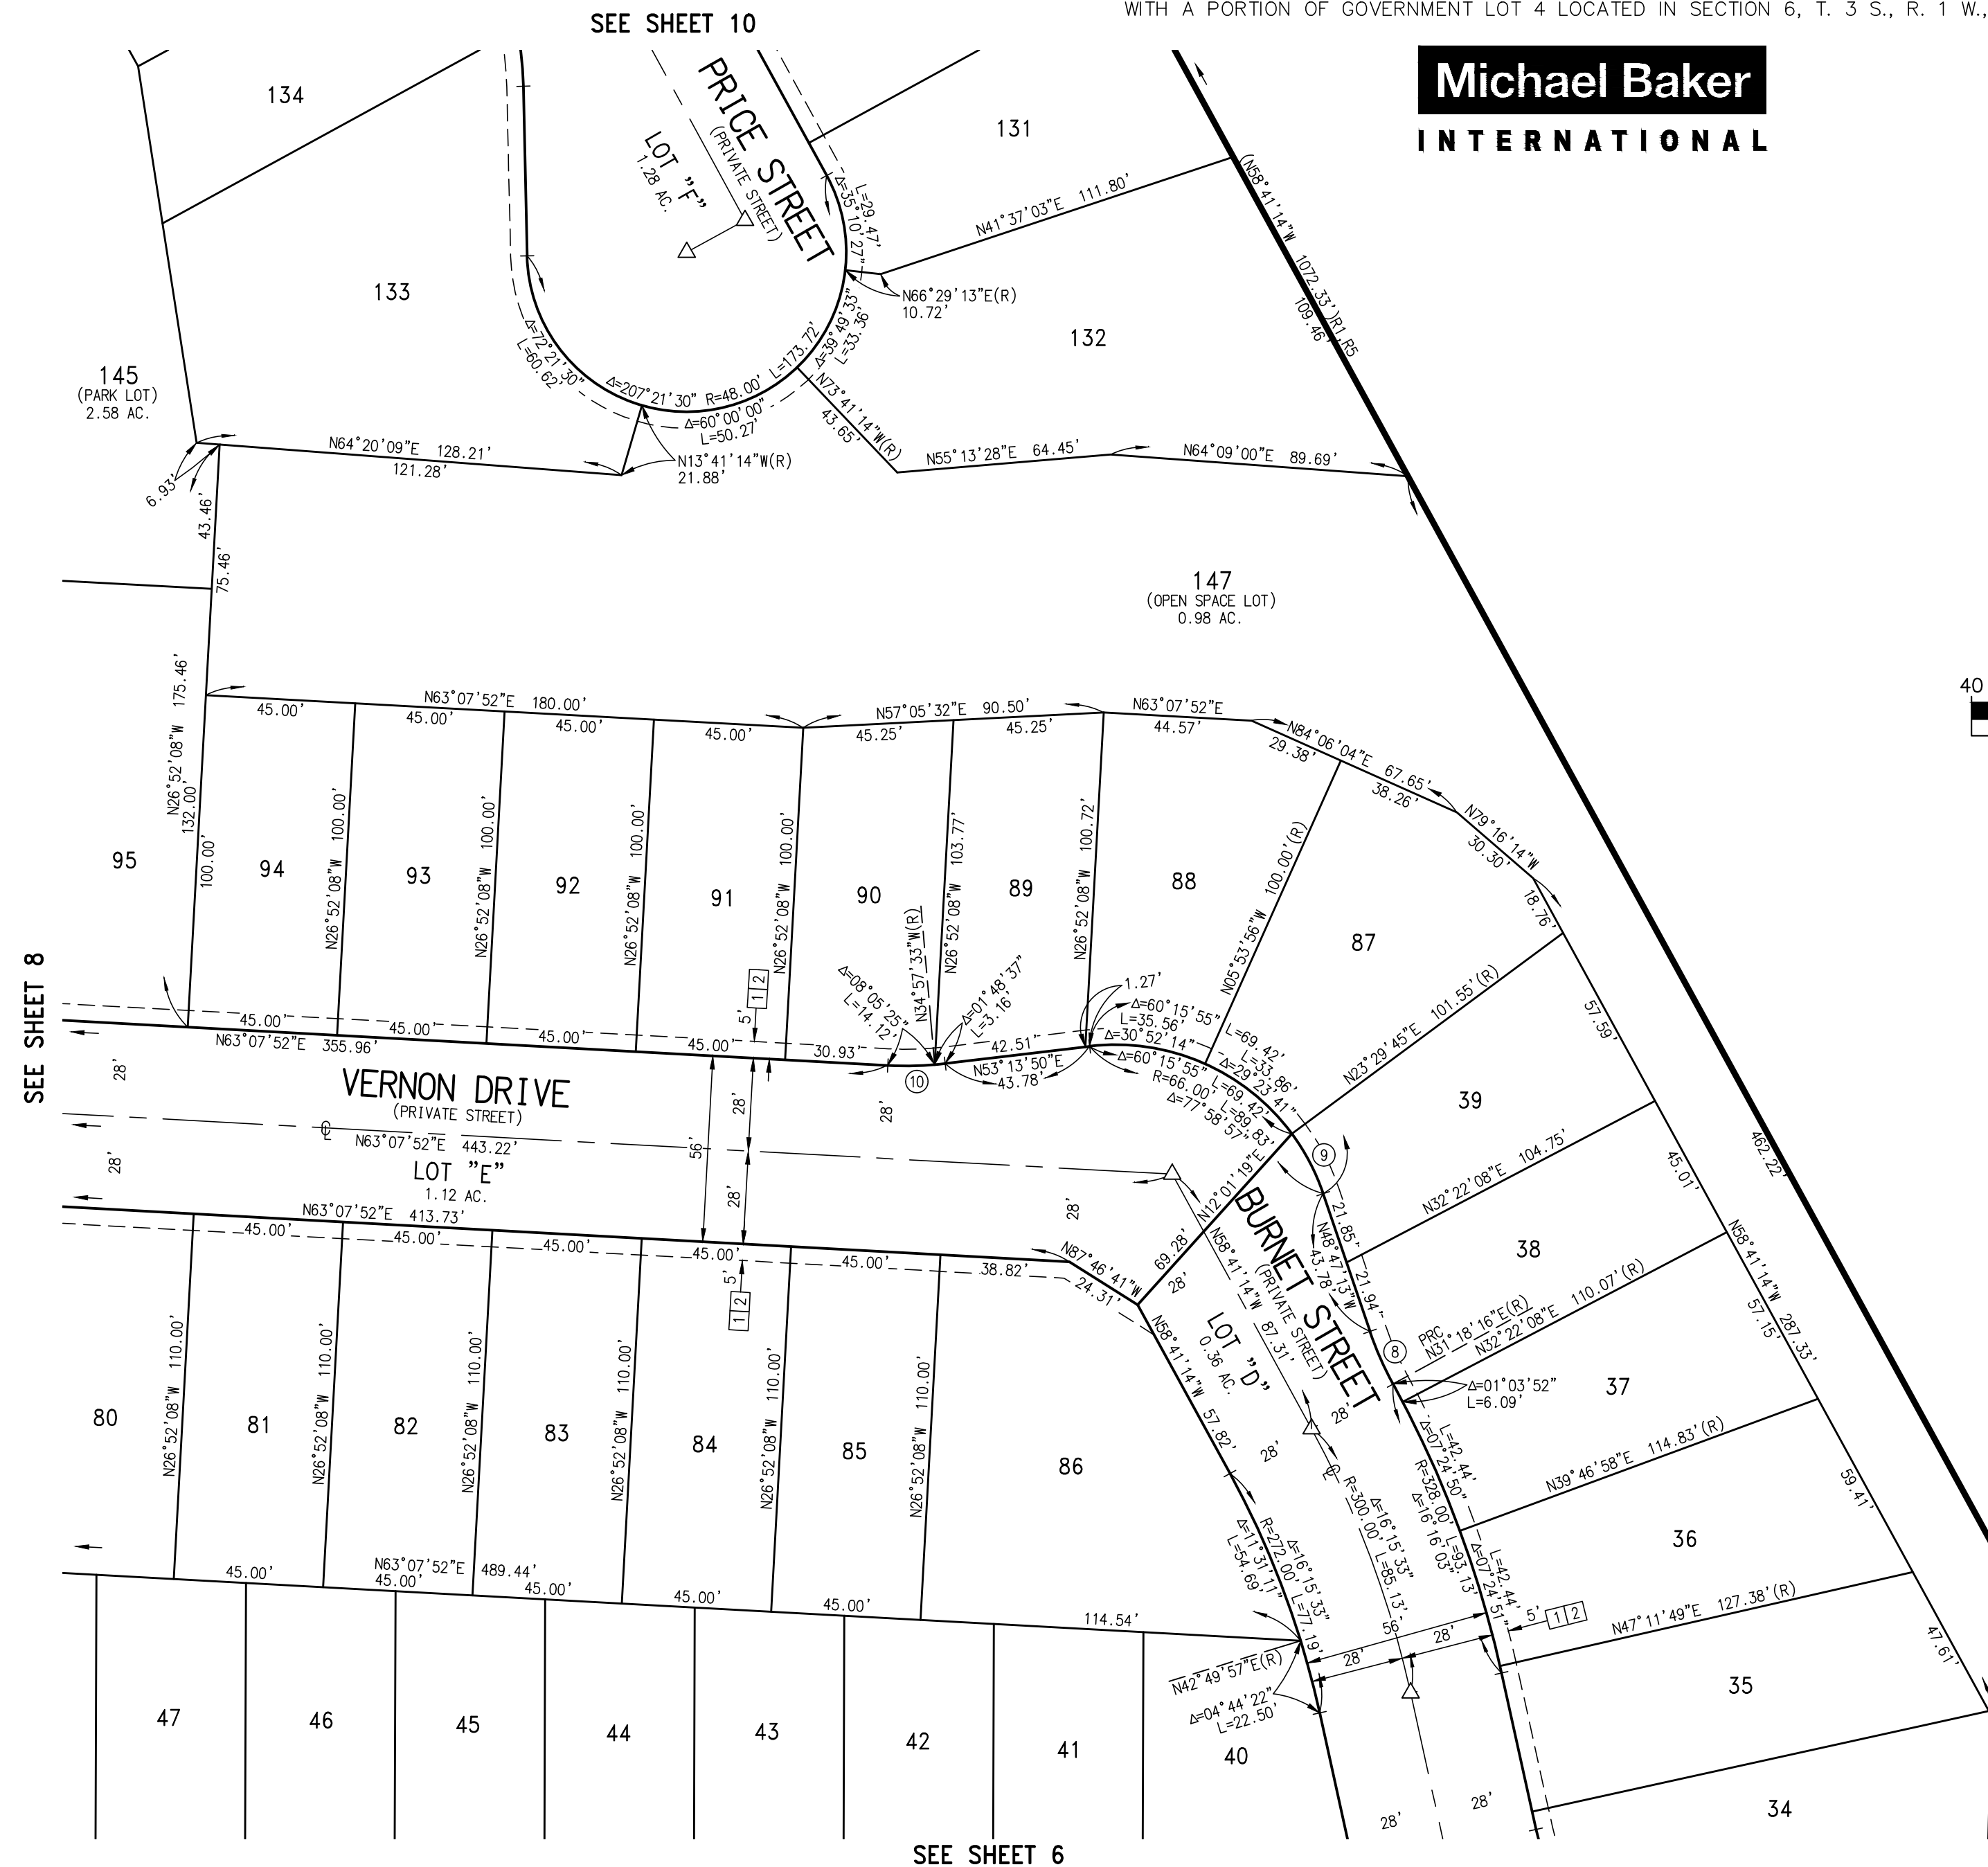 WITH A PORTION OF GOVERNMENT LOT 4 LOCATED IN SECTION 6, T. 3 S., R. 1 W.,
SEE SHEET 10
Michael Baker
INTERNATIONAL
134
PRICE STREET
(PRIVATE STREET)
LOT "F"
1.28 AC.
131
(N58°41'14"W 1072.33')R1,R5
109.46'
N41°37'03"E 111.80'
L=29.47'
Δ=35°10'27"
133
N66°29'13"E(R)
10.72'
132
Δ=39°49'33"
L=33.36'
Δ=72°21'30"
L=60.62'
Δ=207°21'30" R=48.00' L=173.72'
Δ=60°00'00"
L=50.27'
N73°41'14"W(R)
43.65'
145
(PARK LOT)
2.58 AC.
N64°20'09"E 128.21'
121.28'
N13°41'14"W(R)
21.88'
N55°13'28"E 64.45'
N64°09'00"E 89.69'
6.93'
43.46'
75.46'
147
(OPEN SPACE LOT)
0.98 AC.
40
N26°52'08"W 175.46'
132.00'
100.00'
N63°07'52"E 180.00'
45.00'
45.00'
45.00'
45.00'
N57°05'32"E 90.50'
45.25'
45.25'
N63°07'52"E
44.57'
N84°06'04"E 67.65'
29.38'
38.26'
N79°16'14"W
30.30'
18.76'
95
94
93
92
91
90
89
88
87
N26°52'08"W 100.00'
N26°52'08"W 100.00'
N26°52'08"W 100.00'
N26°52'08"W 100.00'
N26°52'08"W 103.77'
N26°52'08"W 100.72'
N05°53'56"W 100.00'(R)
N23°29'45"E 101.55'(R)
57.59'
SEE SHEET 8
1 2
5'
Δ=08°05'25"
L=14.12'
N34°57'33"W(R)
Δ=01°48'37"
L=3.16'
1.27'
Δ=60°15'55" L=69.42'
L=35.56'
Δ=30°52'14"
L=33.86'
Δ=29°23'41"
Δ=60°15'55" L=69.42'
R=66.00' L=89.83'
Δ=77°58'57"
45.00'
45.00'
45.00'
45.00'
30.93'
42.51'
N63°07'52"E 355.96'
N53°13'50"E
43.78'
10
28'
28'
28'
VERNON DRIVE
(PRIVATE STREET)
℄
N63°07'52"E 443.22'
56'
28'
28'
LOT "E"
1.12 AC.
28'
N63°07'52"E 413.73'
45.00'
45.00'
45.00'
45.00'
45.00'
38.82'
5'
1 2
N87°46'41"W
24.31'
N12°01'19"E
69.28'
28'
9
39
N32°22'08"E 104.75'
45.01'
462.22'
21.85'
N48°47'13"W
43.78'
21.94'
38
BURNET STREET
(PRIVATE STREET)
N58°41'14"W 87.31'
LOT "D"
0.36 AC.
28'
28'
8
PRC
N31°18'16"E(R)
N32°22'08"E 110.07'(R)
N58°41'14"W 287.33'
57.15'
Δ=01°03'52"
L=6.09'
37
N58°41'14"W 57.82'
80
81
82
83
84
85
86
N26°52'08"W 110.00'
N26°52'08"W 110.00'
N26°52'08"W 110.00'
N26°52'08"W 110.00'
N26°52'08"W 110.00'
N26°52'08"W 110.00'
℄
L=42.44'
Δ=07°24'50"
R=328.00' L=93.13'
Δ=16°16'03"
N39°46'58"E 114.83'(R)
59.41'
Δ=16°15'33"
R=300.00' L=85.13'
Δ=16°15'33"
R=272.00' L=77.19'
Δ=11°31'11"
L=54.69'
36
L=42.44'
Δ=07°24'51"
N63°07'52"E 489.44'
45.00'
45.00'
45.00'
45.00'
45.00'
114.54'
56'
28'
28'
5'
1 2
N47°11'49"E 127.38'(R)
47.61'
N42°49'57"E(R)
Δ=04°44'22"
L=22.50'
35
47
46
45
44
43
42
41
40
28'
28'
34
SEE SHEET 6